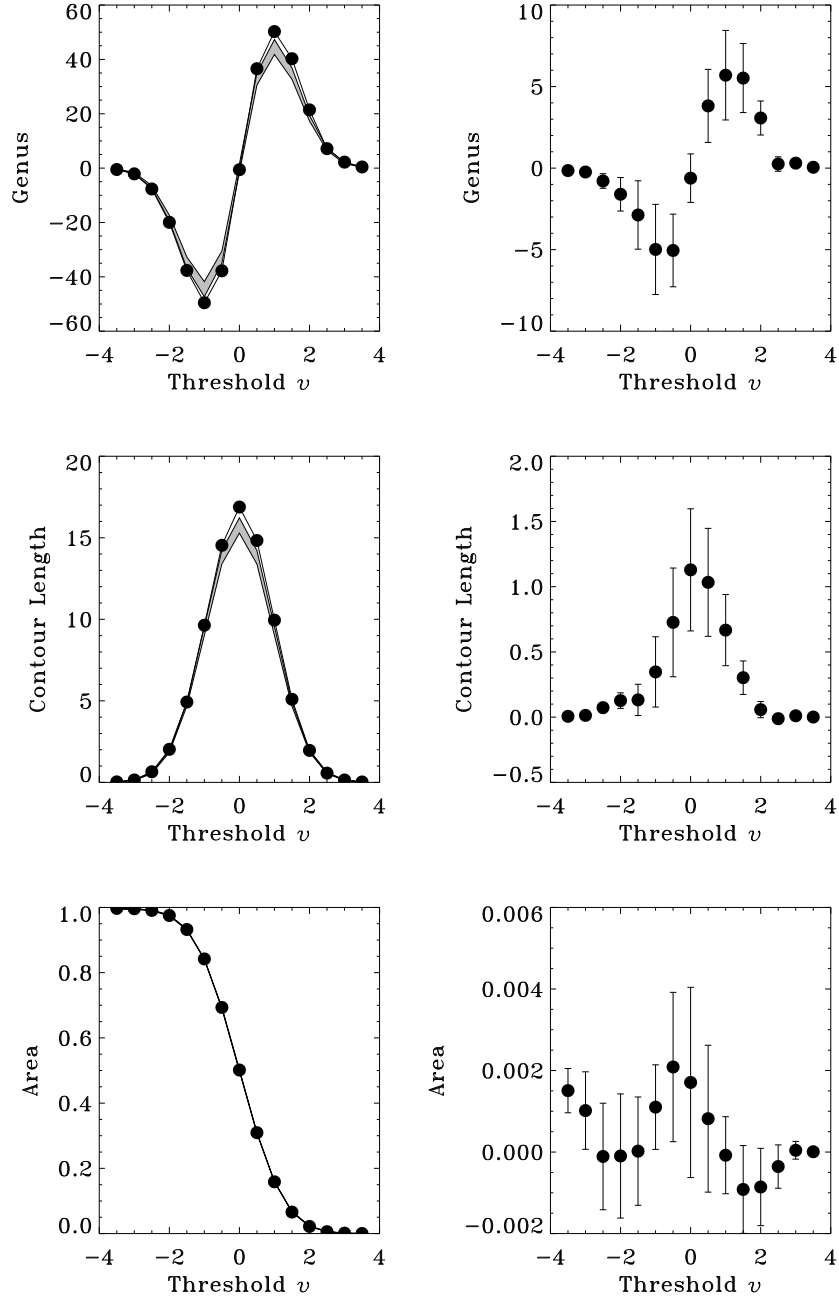 60
40
20
0
−20
−40
−60
Genus
−4 −2 0 2 4
Threshold ν
10
5
0
−5
−10
Genus
−4 −2 0 2 4
Threshold ν
20
15
10
5
0
Contour Length
−4 −2 0 2 4
Threshold ν
2.0
1.5
1.0
0.5
0.0
−0.5
Contour Length
−4 −2 0 2 4
Threshold ν
1.0
0.8
0.6
0.4
0.2
0.0
Area
−4 −2 0 2 4
Threshold ν
0.006
0.004
0.002
0.000
−0.002
Area
−4 −2 0 2 4
Threshold ν